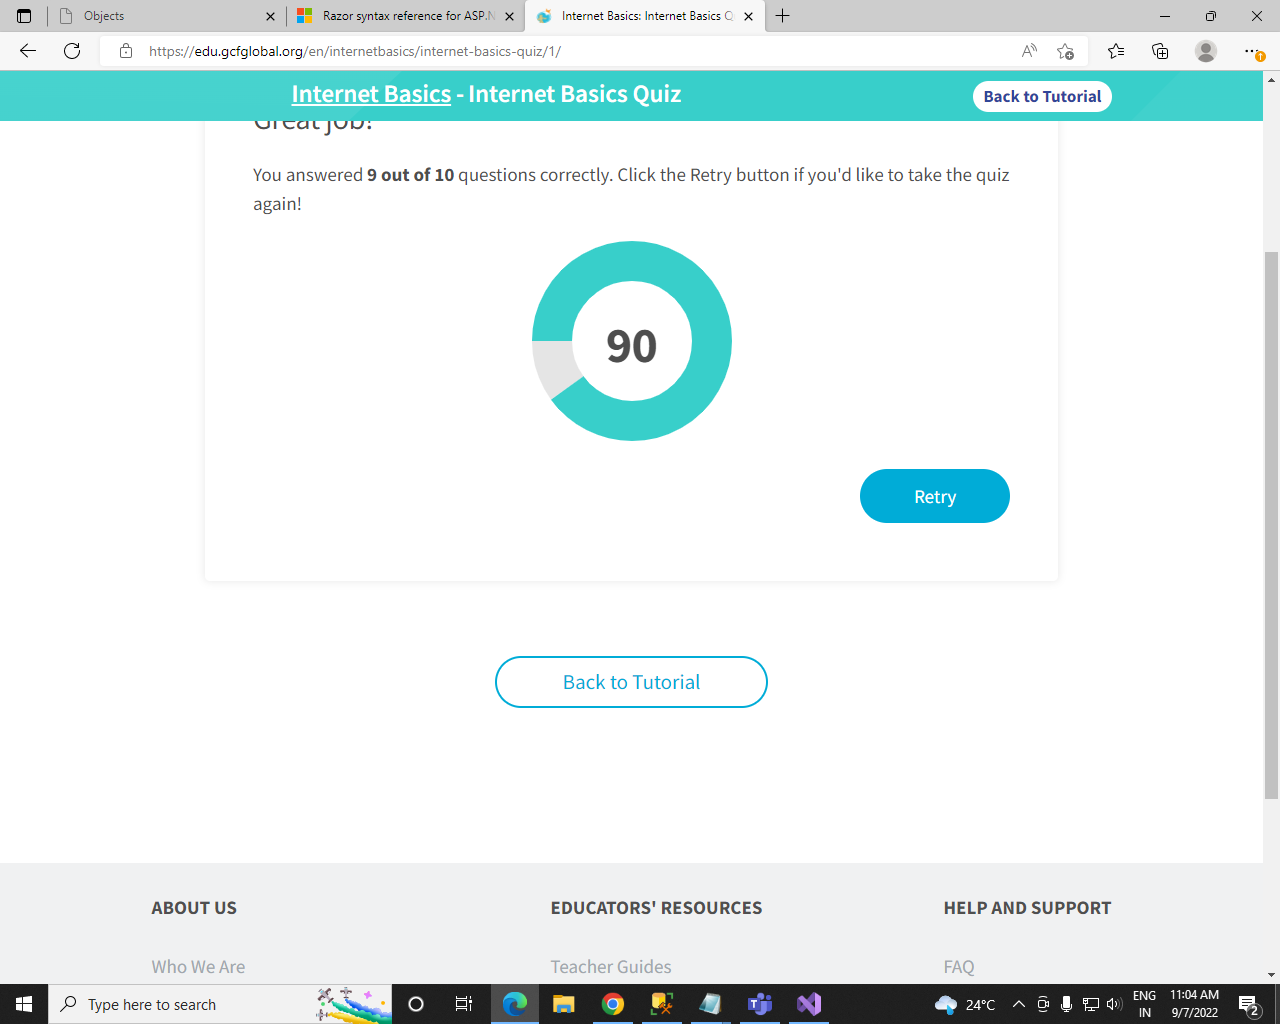 Objects
Razor syntax reference for ASP.N
Internet Basics: Internet Basics Q
https://edu.gcfglobal.org/en/internetbasics/internet-basics-quiz/1/
Internet Basics - Internet Basics Quiz
Back to Tutorial
Great job!
You answered 9 out of 10 questions correctly. Click the Retry button if you'd like to take the quiz
again!
90
Retry
Back to Tutorial
ABOUT US
EDUCATORS' RESOURCES
HELP AND SUPPORT
Who We Are
Teacher Guides
FAQ
Type here to search
24°C
ENG
IN
11:04 AM
9/7/2022
2